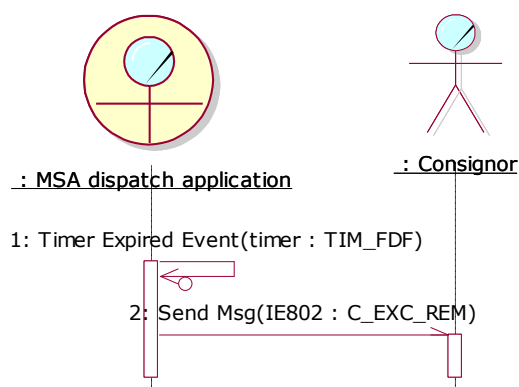 : MSA dispatch application
: Consignor
1: Timer Expired Event(timer : TIM_FDF)
2: Send Msg(IE802 : C_EXC_REM)